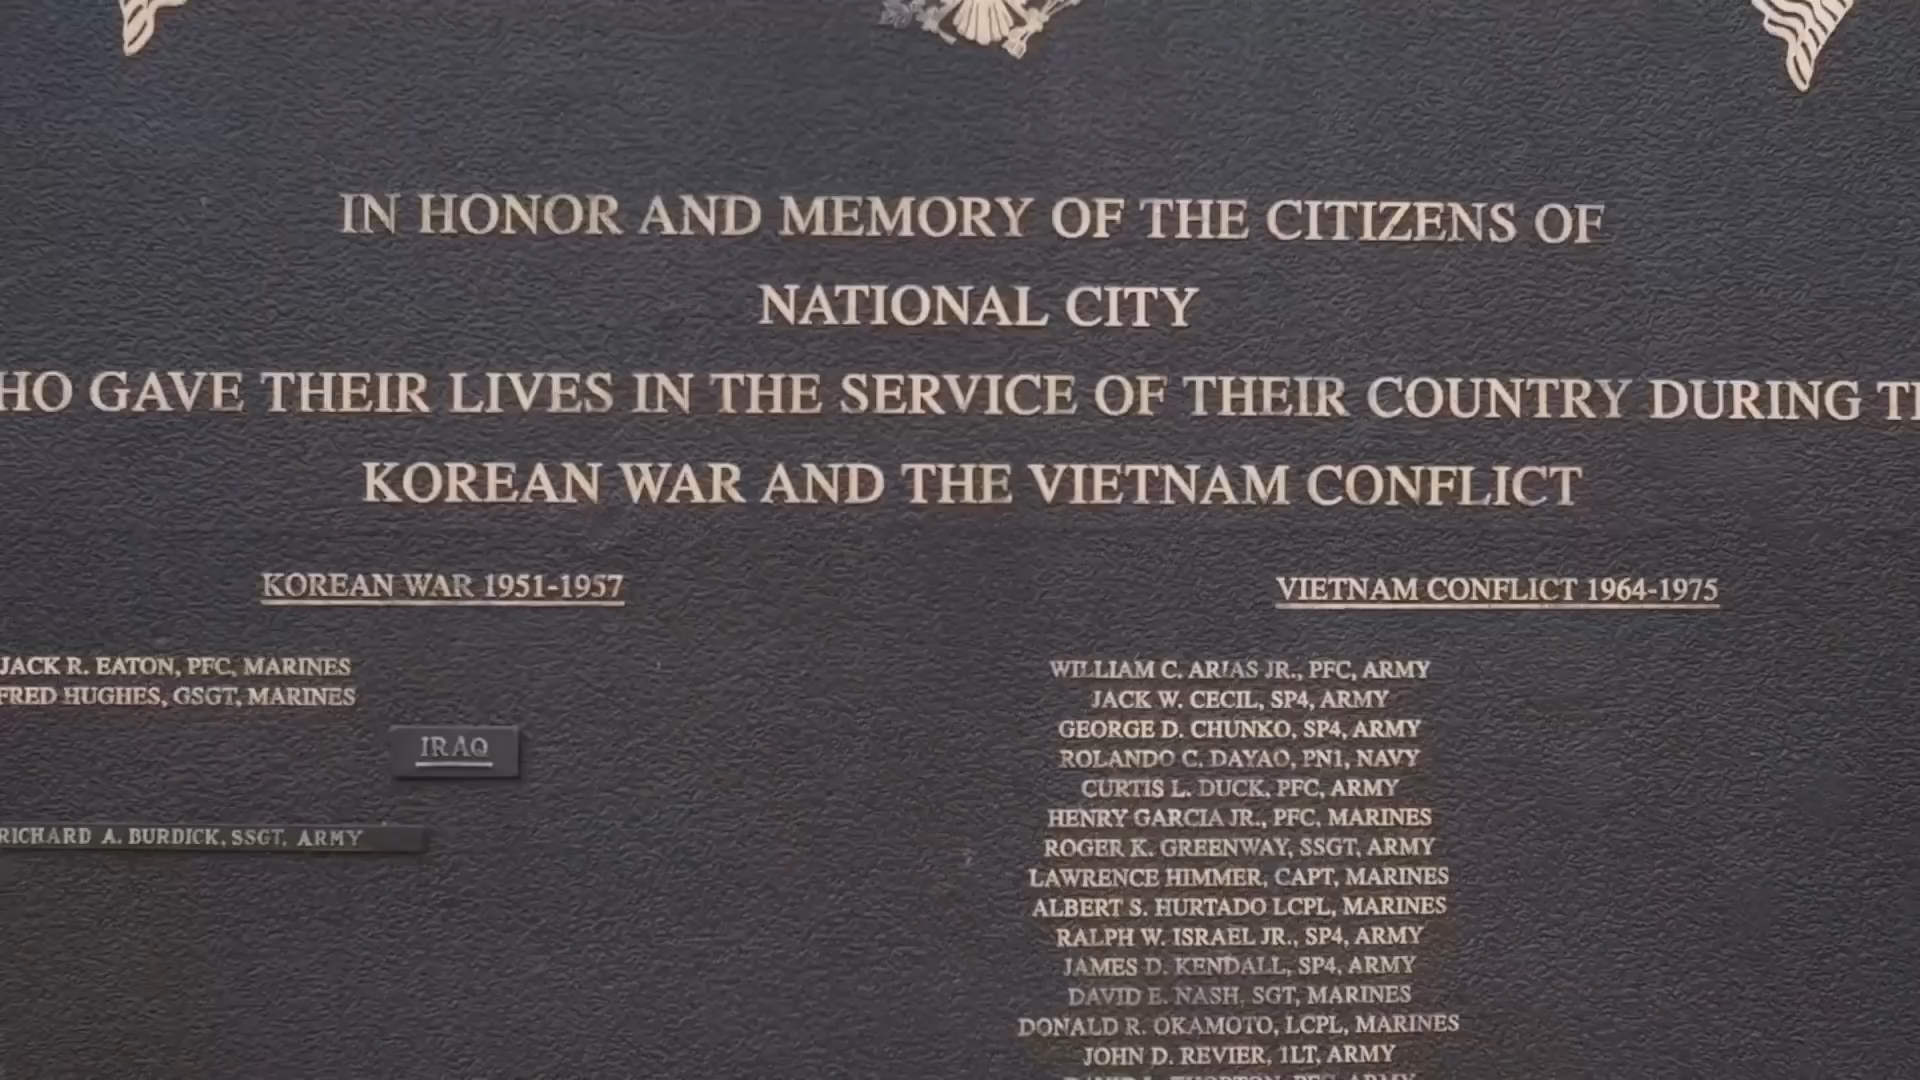 IN HONOR AND MEMORY OF THE CITIZENS OF
NATIONAL CITY
HO GAVE THEIR LIVES IN THE SERVICE OF THEIR COUNTRY DURING
KOREAN WAR AND THE VIETNAM CONFLICT
KOREAN WAR 1951-1957
JACK R. EATON, PFC, MARINES
FRED HUGHES, GSGT, MARINES
IRAQ
RICHARD A. BURDICK, SSGT, ARMY
VIETNAM CONFLICT 1964-1975
WILLIAM C. ARIAS JR., PFC, ARMY
JACK W. CECIL, SP4, ARMY
GEORGE D. CHUNKO, SP4, ARMY
ROLANDO C. DAYAO, PN1, NAVY
CURTIS L. DUCK, PFC, ARMY
HENRY GARCIA JR., PFC, MARINES
ROGER K. GREENWAY, SSGT, ARMY
LAWRENCE HIMMER, CAPT, MARINES
ALBERT S. HURTADO LCPL, MARINES
RALPH W. ISRAEL JR., SP4, ARMY
JAMES D. KENDALL, SP4, ARMY
DAVID E. NASH, SGT, MARINES
DONALD R. OKAMOTO, LCPL, MARINES
JOHN D. REVIER, 1LT, ARMY